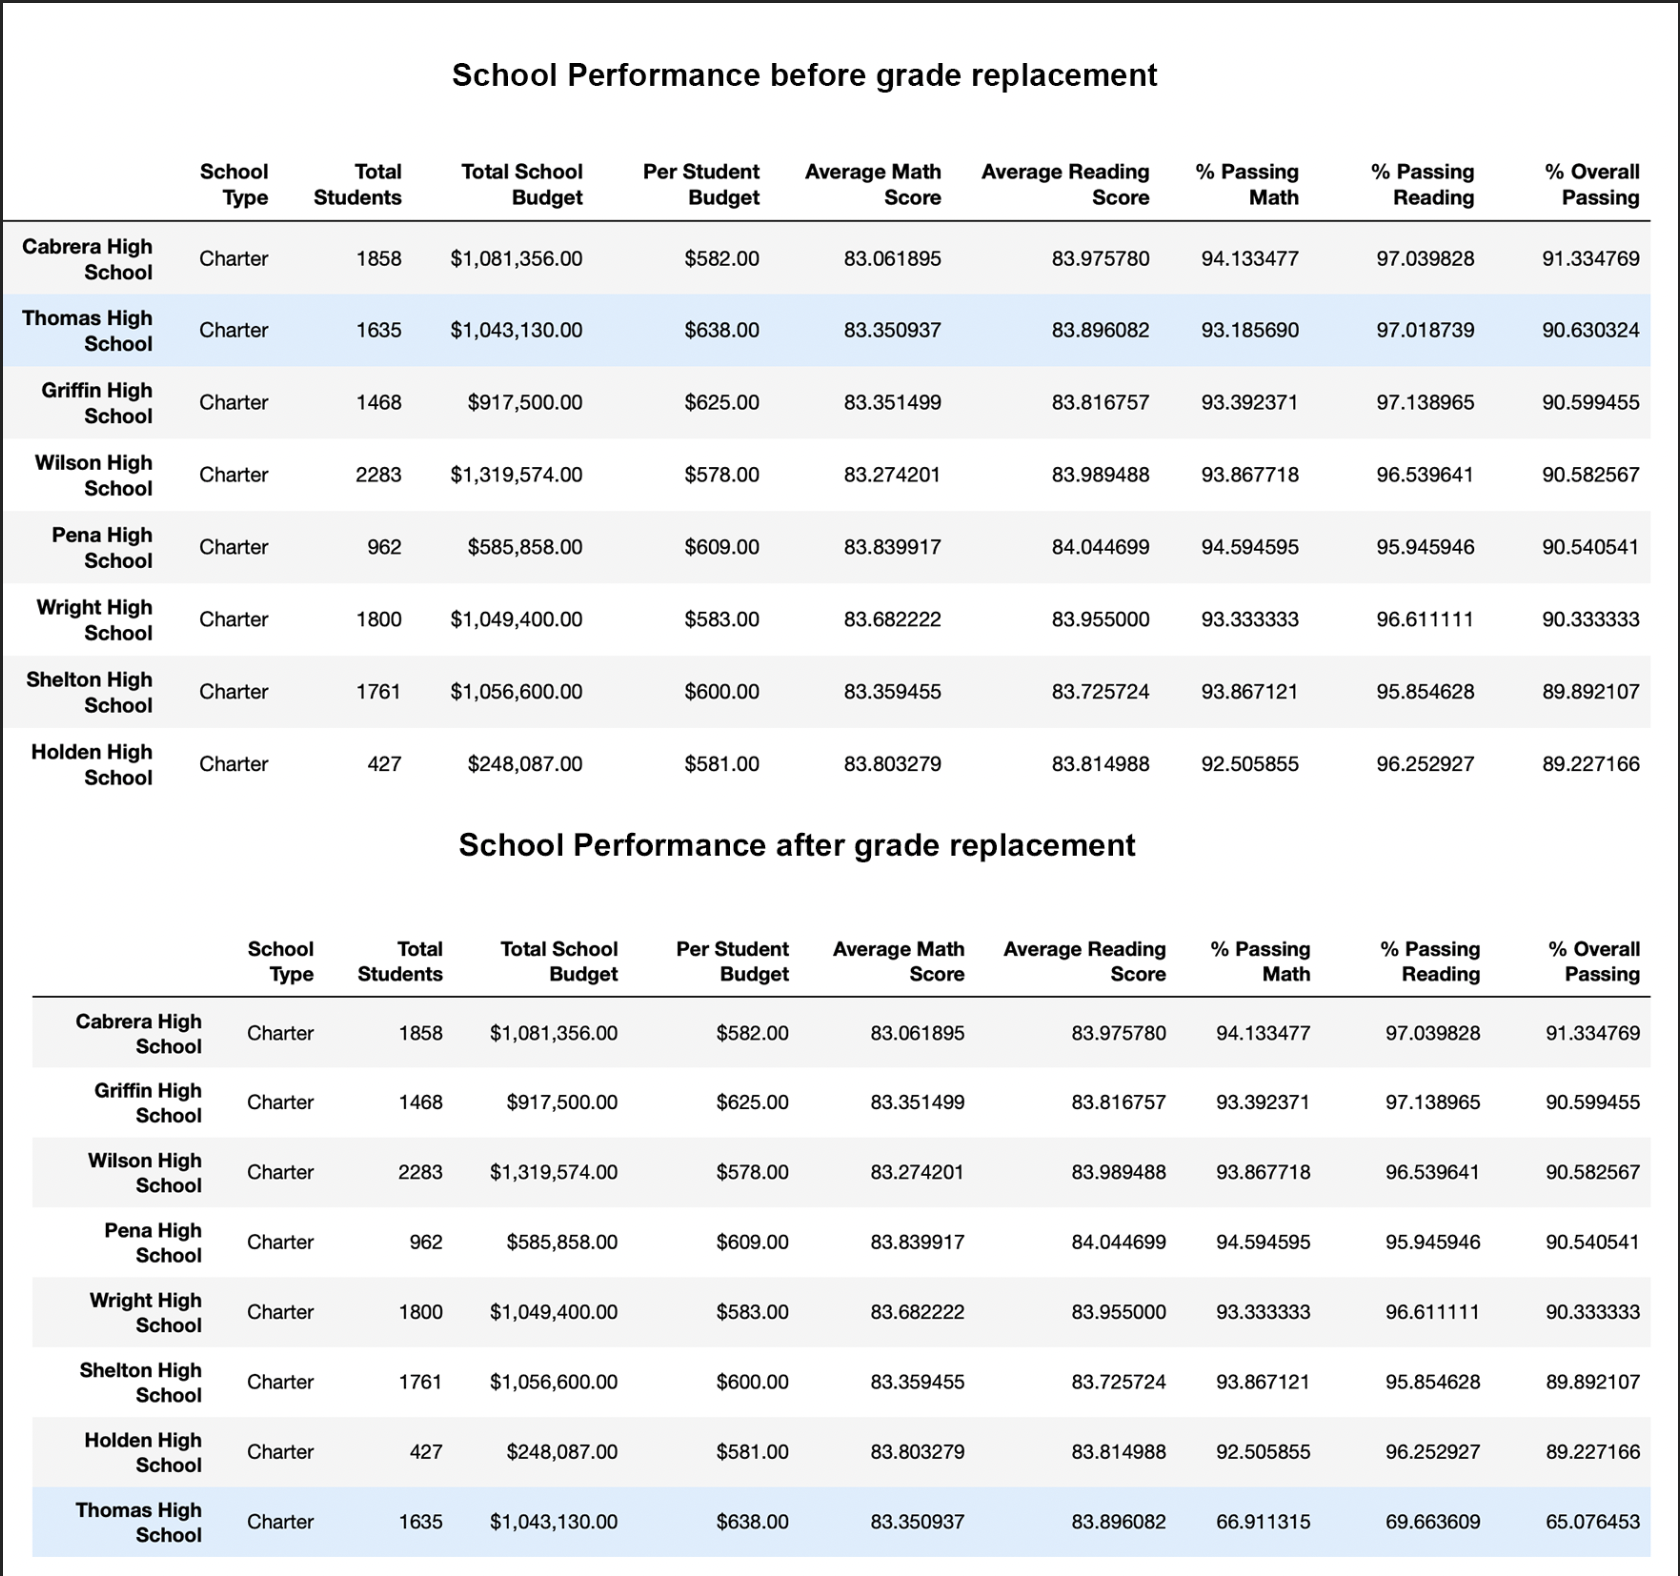 School Performance before grade replacement
School Total Total School Per Student Average Math Average Reading % Passing % Passing % Overall
Type Students Budget Budget Score Score Math Reading Passing
Cabrera High
School Charter 1858 $1,081,356.00 $582.00 83.061895 83.975780 94.133477 97.039828 91.334769
Thomas High
School Charter 1635 $1,043,130.00 $638.00 83.350937 83.896082 93.185690 97.018739 90.630324
Griffin High
School Charter 1468 $917,500.00 $625.00 83.351499 83.816757 93.392371 97.138965 90.599455
Wilson High
School Charter 2283 $1,319,574.00 $578.00 83.274201 83.989488 93.867718 96.539641 90.582567
Pena High
School Charter 962 $585,858.00 $609.00 83.839917 84.044699 94.594595 95.945946 90.540541
Wright High
School Charter 1800 $1,049,400.00 $583.00 83.682222 83.955000 93.333333 96.611111 90.333333
Shelton High
School Charter 1761 $1,056,600.00 $600.00 83.359455 83.725724 93.867121 95.854628 89.892107
Holden High
School Charter 427 $248,087.00 $581.00 83.803279 83.814988 92.505855 96.252927 89.227166
School Performance after grade replacement
School Total Total School Per Student Average Math Average Reading % Passing % Passing % Overall
Type Students Budget Budget Score Score Math Reading Passing
Cabrera High
School Charter 1858 $1,081,356.00 $582.00 83.061895 83.975780 94.133477 97.039828 91.334769
Griffin High
School Charter 1468 $917,500.00 $625.00 83.351499 83.816757 93.392371 97.138965 90.599455
Wilson High
School Charter 2283 $1,319,574.00 $578.00 83.274201 83.989488 93.867718 96.539641 90.582567
Pena High
School Charter 962 $585,858.00 $609.00 83.839917 84.044699 94.594595 95.945946 90.540541
Wright High
School Charter 1800 $1,049,400.00 $583.00 83.682222 83.955000 93.333333 96.611111 90.333333
Shelton High
School Charter 1761 $1,056,600.00 $600.00 83.359455 83.725724 93.867121 95.854628 89.892107
Holden High
School Charter 427 $248,087.00 $581.00 83.803279 83.814988 92.505855 96.252927 89.227166
Thomas High
School Charter 1635 $1,043,130.00 $638.00 83.350937 83.896082 66.911315 69.663609 65.076453